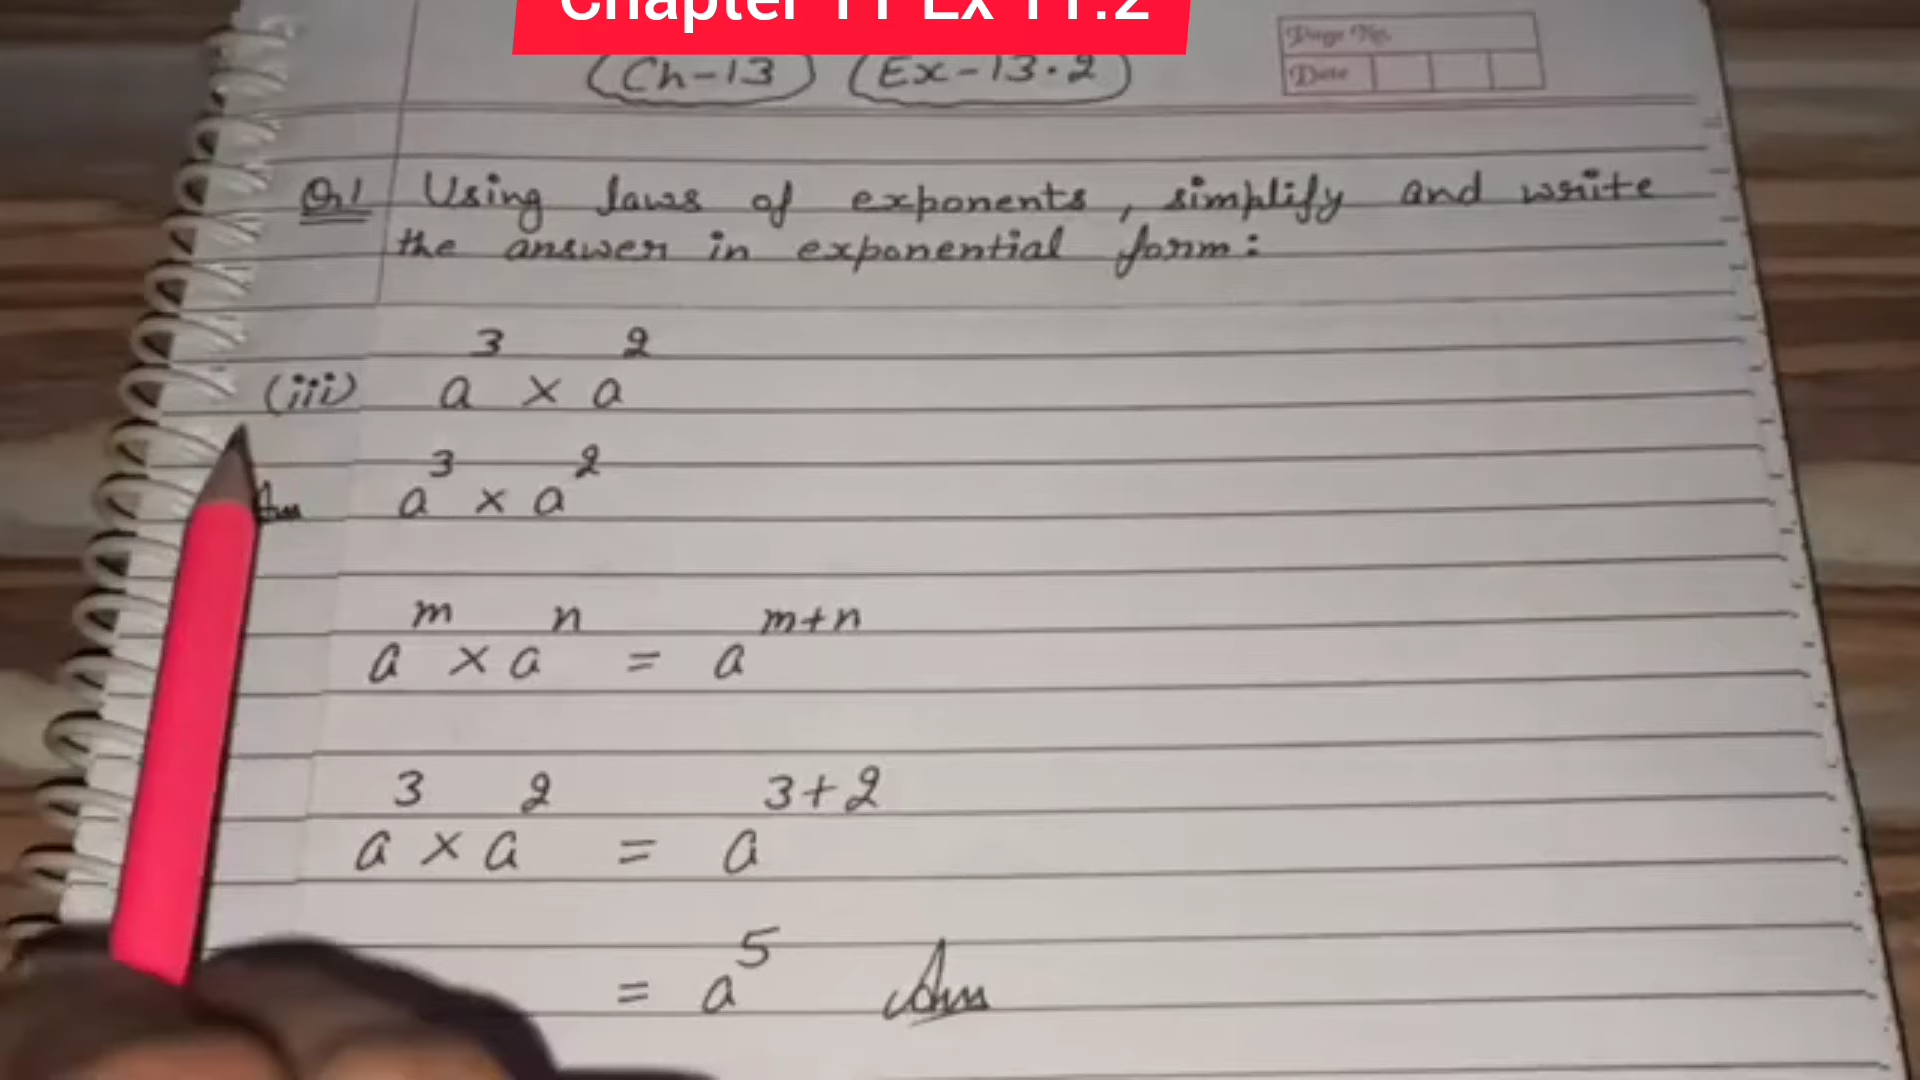 Chapter 11 Ex 11.2
Page No.
(Ch-13) (Ex-13.2)
Date
Q1 Using laws of exponents, simplify and write
the answer in exponential form:
(iii) a³ × a²
Ans a³ × a²
aᵐ × aⁿ = aᵐ⁺ⁿ
a³ × a² = a³⁺²
= a⁵ Ans